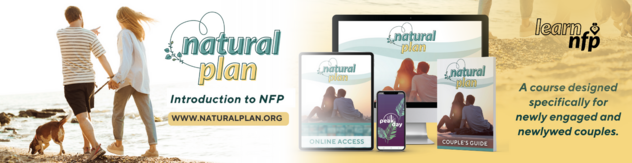 natural
plan
Introduction to NFP
WWW.NATURALPLAN.ORG
natural
plan
ONLINE ACCESS
natural
plan
peak
day
natural
plan
COUPLE'S GUIDE
learn
nfp
A course designed
specifically for
newly engaged and
newlywed couples.